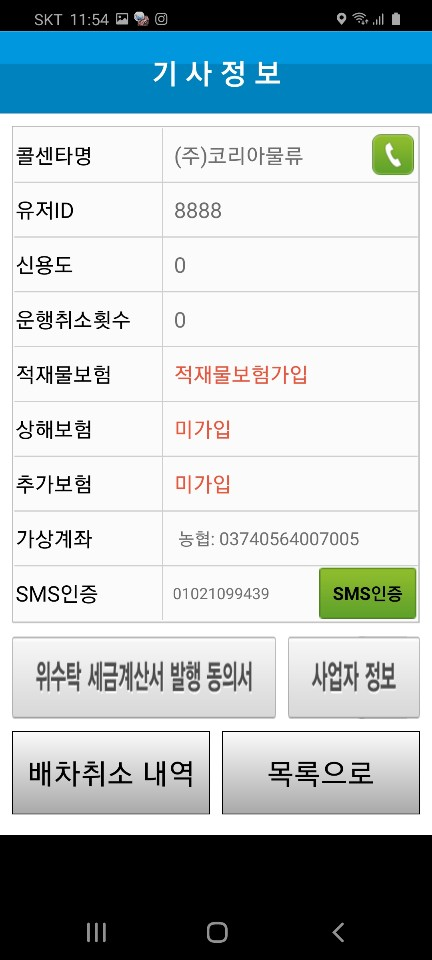 SKT 11:54
기사정보
콜센타명 (주)코리아물류
유저ID 8888
신용도 0
운행취소횟수 0
적재물보험 적재물보험가입
상해보험 미가입
추가보험 미가입
가상계좌 농협: 03740564007005
SMS인증 01021099439 SMS인증
위수탁 세금계산서 발행 동의서 사업자 정보
배차취소 내역 목록으로